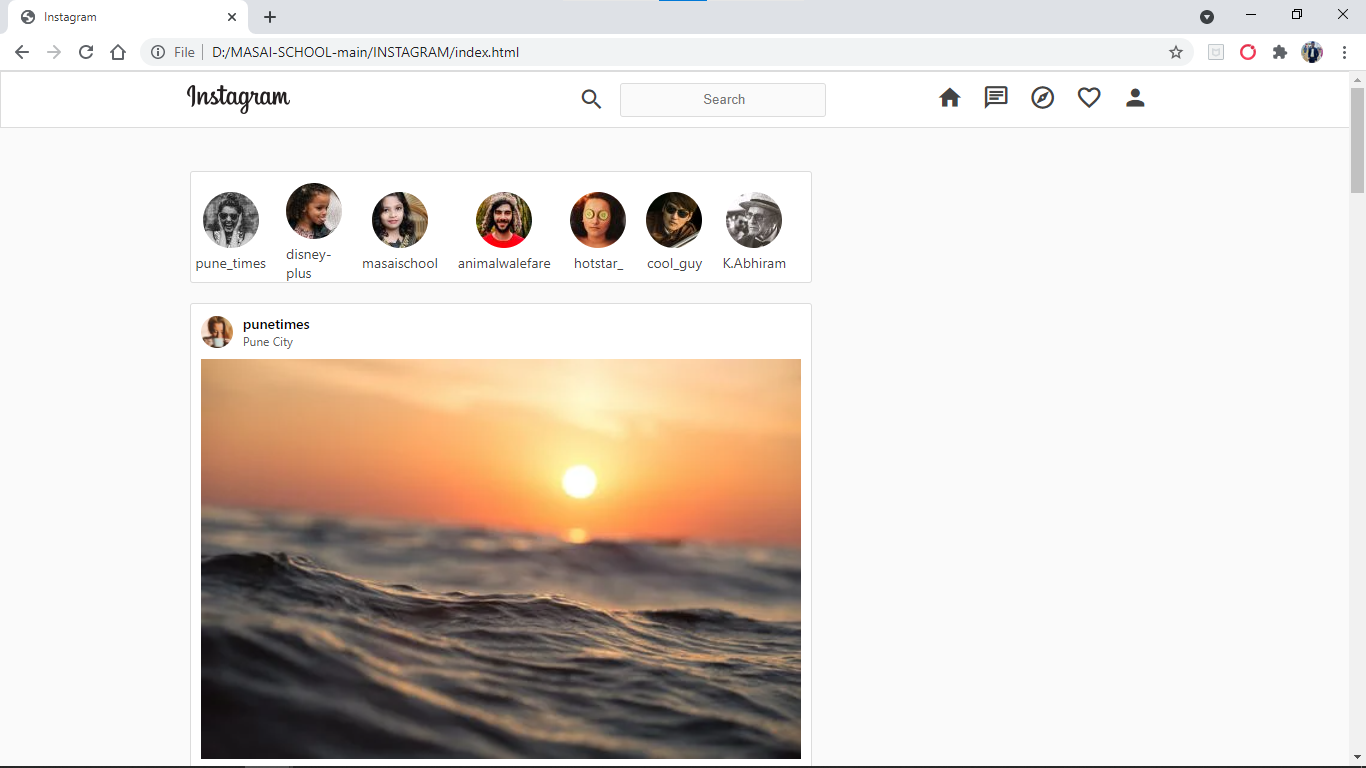 Instagram
File D:/MASAI-SCHOOL-main/INSTAGRAM/index.html
Instagram Search
pune_times disney-plus masaischool animalwalefare hotstar_ cool_guy K.Abhiram
punetimes
Pune City